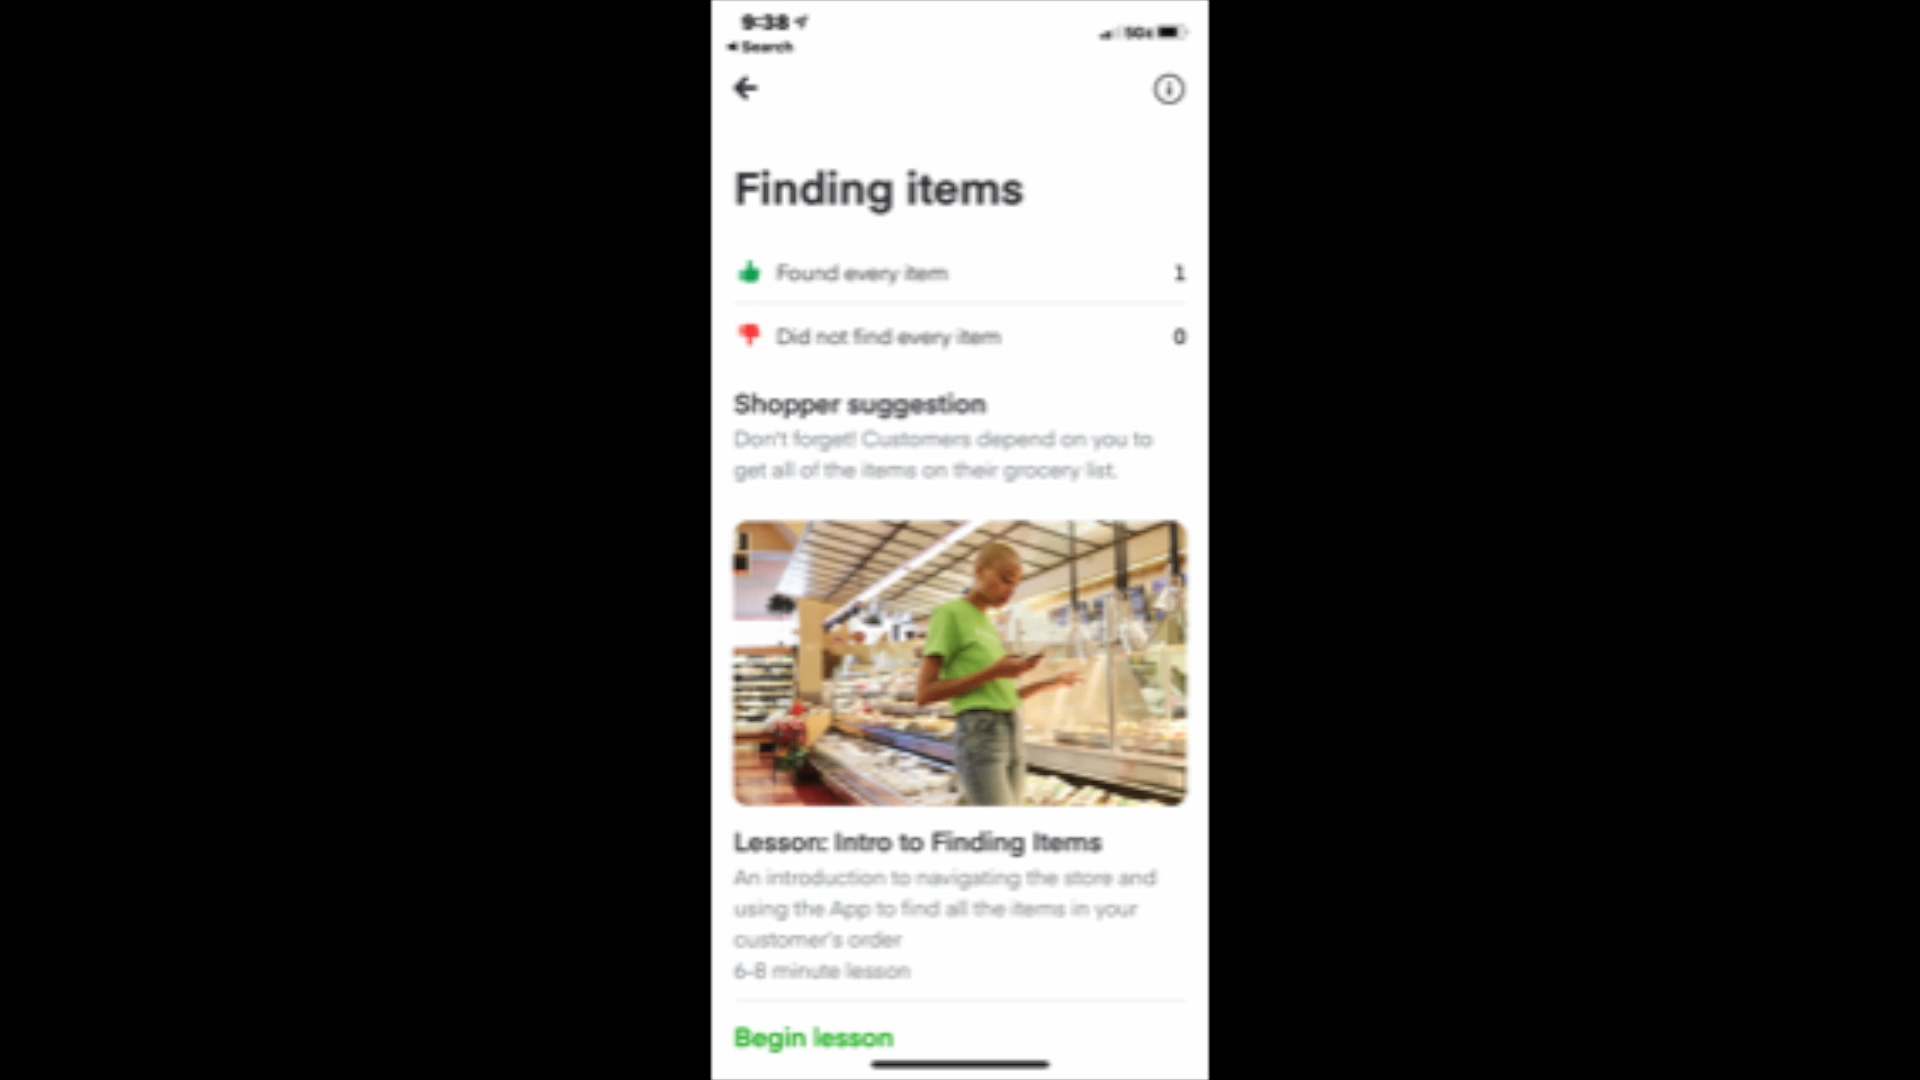 9:38
Search
Finding items
Found every item 1
Did not find every item 0
Shopper suggestion
Don't forget! Customers depend on you to
get all of the items on their grocery list.
Lesson: Intro to Finding Items
An introduction to navigating the store and
using the App to find all the items in your
customer's order
6-8 minute lesson
Begin lesson